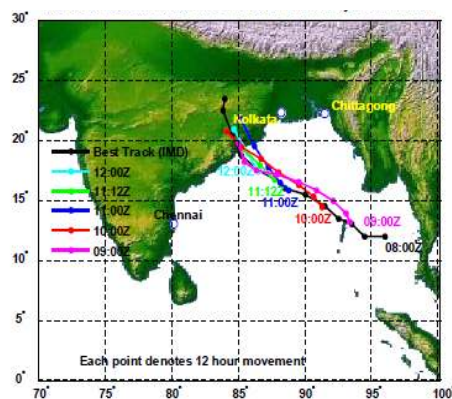 30°
25°
20°
15°
10°
5°
0°
70°
75°
80°
85°
90°
95°
100°
Kolkata
Chittagong
Chennai
Best Track (IMD)
12:00Z
11:12Z
11:00Z
10:00Z
09:00Z
12:00Z
11:12Z
11:00Z
10:00Z
09:00Z
08:00Z
Each point denotes 12 hour movement